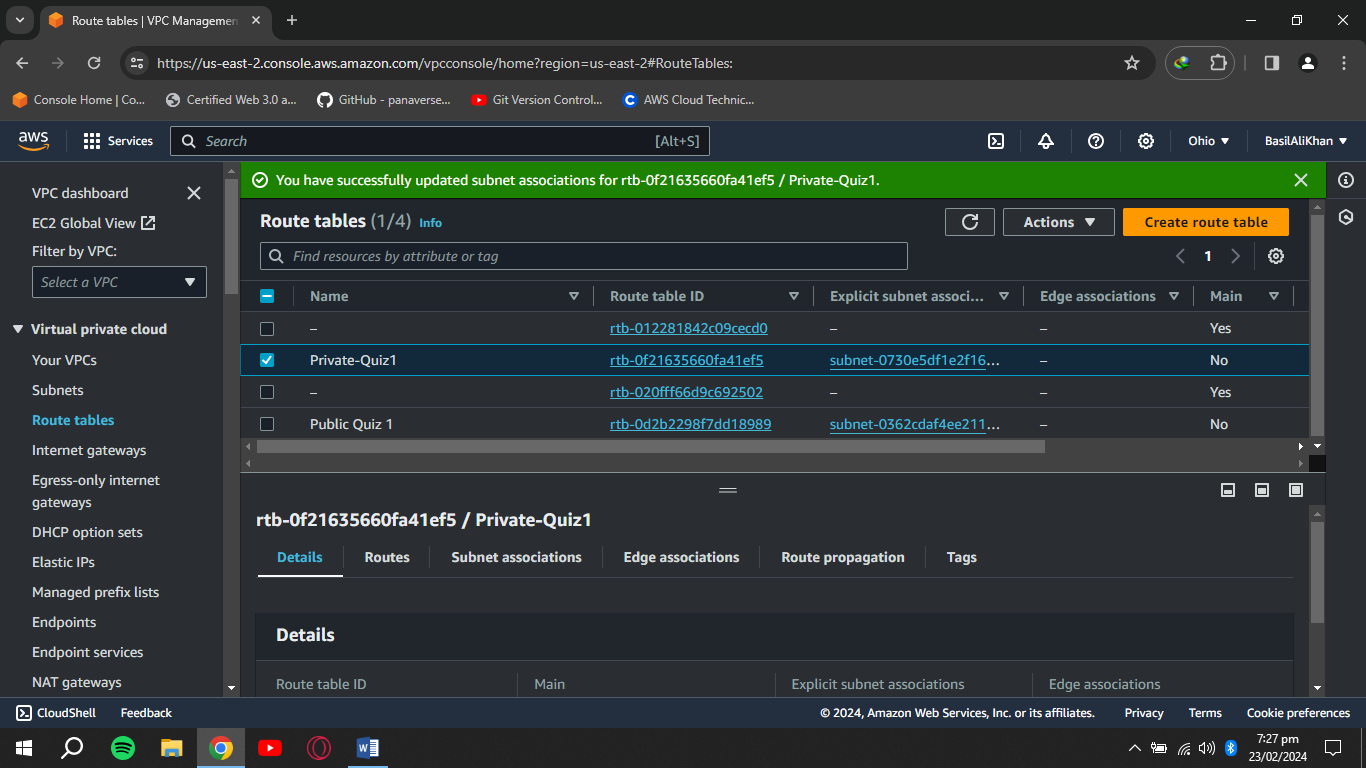 Route tables | VPC Managemen
https://us-east-2.console.aws.amazon.com/vpcconsole/home?region=us-east-2#RouteTables:
Console Home | Co...
Certified Web 3.0 a...
GitHub - panaverse...
Git Version Control...
AWS Cloud Technic...
aws
Services
Search
[Alt+S]
Ohio
BasilAliKhan
VPC dashboard
EC2 Global View
Filter by VPC:
Select a VPC
Virtual private cloud
Your VPCs
Subnets
Route tables
Internet gateways
Egress-only internet
gateways
DHCP option sets
Elastic IPs
Managed prefix lists
Endpoints
Endpoint services
NAT gateways
You have successfully updated subnet associations for rtb-0f21635660fa41ef5 / Private-Quiz1.
Route tables (1/4) Info
Actions
Create route table
Find resources by attribute or tag
1
Name Route table ID Explicit subnet associ... Edge associations Main
– rtb-012281842c09cecd0 – – Yes
Private-Quiz1 rtb-0f21635660fa41ef5 subnet-0730e5df1e2f16... – No
– rtb-020fff66d9c692502 – – Yes
Public Quiz 1 rtb-0d2b2298f7dd18989 subnet-0362cdaf4ee211... – No
rtb-0f21635660fa41ef5 / Private-Quiz1
Details Routes Subnet associations Edge associations Route propagation Tags
Details
Route table ID Main Explicit subnet associations Edge associations
CloudShell Feedback
© 2024, Amazon Web Services, Inc. or its affiliates. Privacy Terms Cookie preferences
7:27 pm
23/02/2024